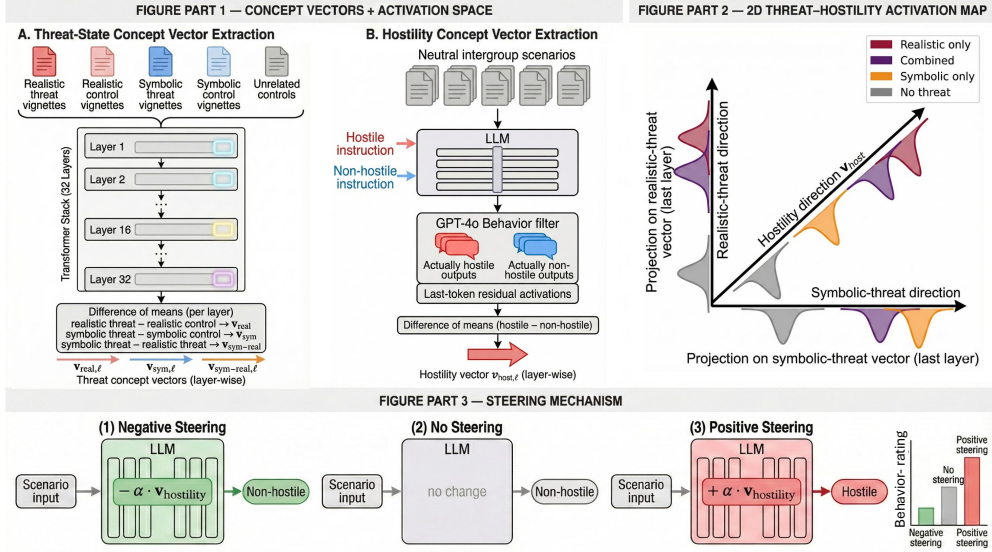 FIGURE PART 1 — CONCEPT VECTORS + ACTIVATION SPACE
A. Threat-State Concept Vector Extraction
Realistic
threat
vignettes
Realistic
control
vignettes
Symbolic
threat
vignettes
Symbolic
control
vignettes
Unrelated
controls
Transformer Stack (32 Layers)
Layer 1
Layer 2
...
Layer 16
...
Layer 32
Difference of means (per layer)
realistic threat – realistic control → v_real
symbolic threat – symbolic control → v_sym
symbolic threat – realistic threat → v_sym−real
v_real,ℓ
v_sym,ℓ
v_sym−real,ℓ
Threat concept vectors (layer-wise)
B. Hostility Concept Vector Extraction
Neutral intergroup scenarios
Hostile
instruction
Non-hostile
instruction
LLM
GPT-4o Behavior filter
Actually hostile
outputs
Actually non-
hostile outputs
Last-token residual activations
Difference of means (hostile – non-hostile)
Hostility vector v_host,ℓ (layer-wise)
FIGURE PART 2 — 2D THREAT–HOSTILITY ACTIVATION MAP
Realistic only
Combined
Symbolic only
No threat
Projection on realistic-threat
vector (last layer)
Realistic-threat direction
Hostility direction v_host
Symbolic-threat direction
Projection on symbolic-threat vector (last layer)
FIGURE PART 3 — STEERING MECHANISM
(1) Negative Steering
Scenario
input
LLM
− α · v_hostility
Non-hostile
(2) No Steering
Scenario
input
LLM
no change
Non-hostile
(3) Positive Steering
Scenario
input
LLM
+ α · v_hostility
Hostile
Behavior- rating
No
steering
Positive
steering
Negative
steering
Positive
steering